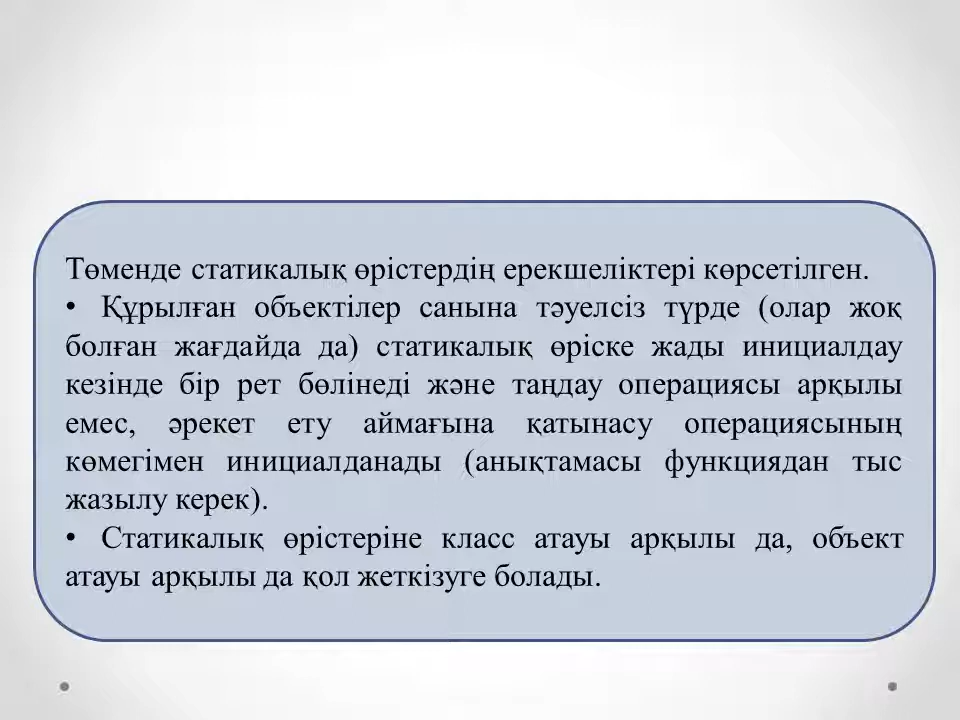 Төменде статикалық өрістердің ерекшеліктері көрсетілген.
• Құрылған объектілер санына тәуелсіз түрде (олар жоқ
болған жағдайда да) статикалық өріске жады инициалдау
кезінде бір рет бөлінеді және таңдау операциясы арқылы
емес, әрекет ету аймағына қатынасу операциясының
көмегімен инициалданады (анықтамасы функциядан тыс
жазылу керек).
• Статикалық өрістеріне класс атауы арқылы да, объект
атауы арқылы да қол жеткізуге болады.